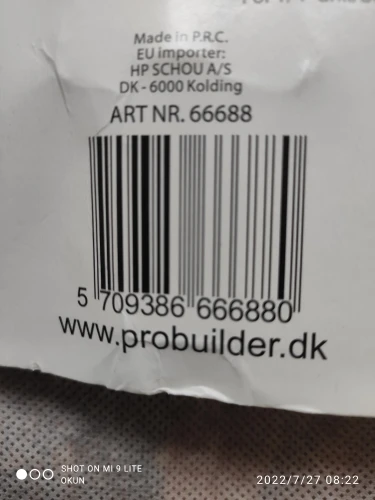 Made in P.R.C.
EU importer:
HP SCHOU A/S
DK - 6000 Kolding
ART NR. 66688
5 709386 666880
www.probuilder.dk
SHOT ON MI 9 LITE
OKUN
2022/7/27 08:22